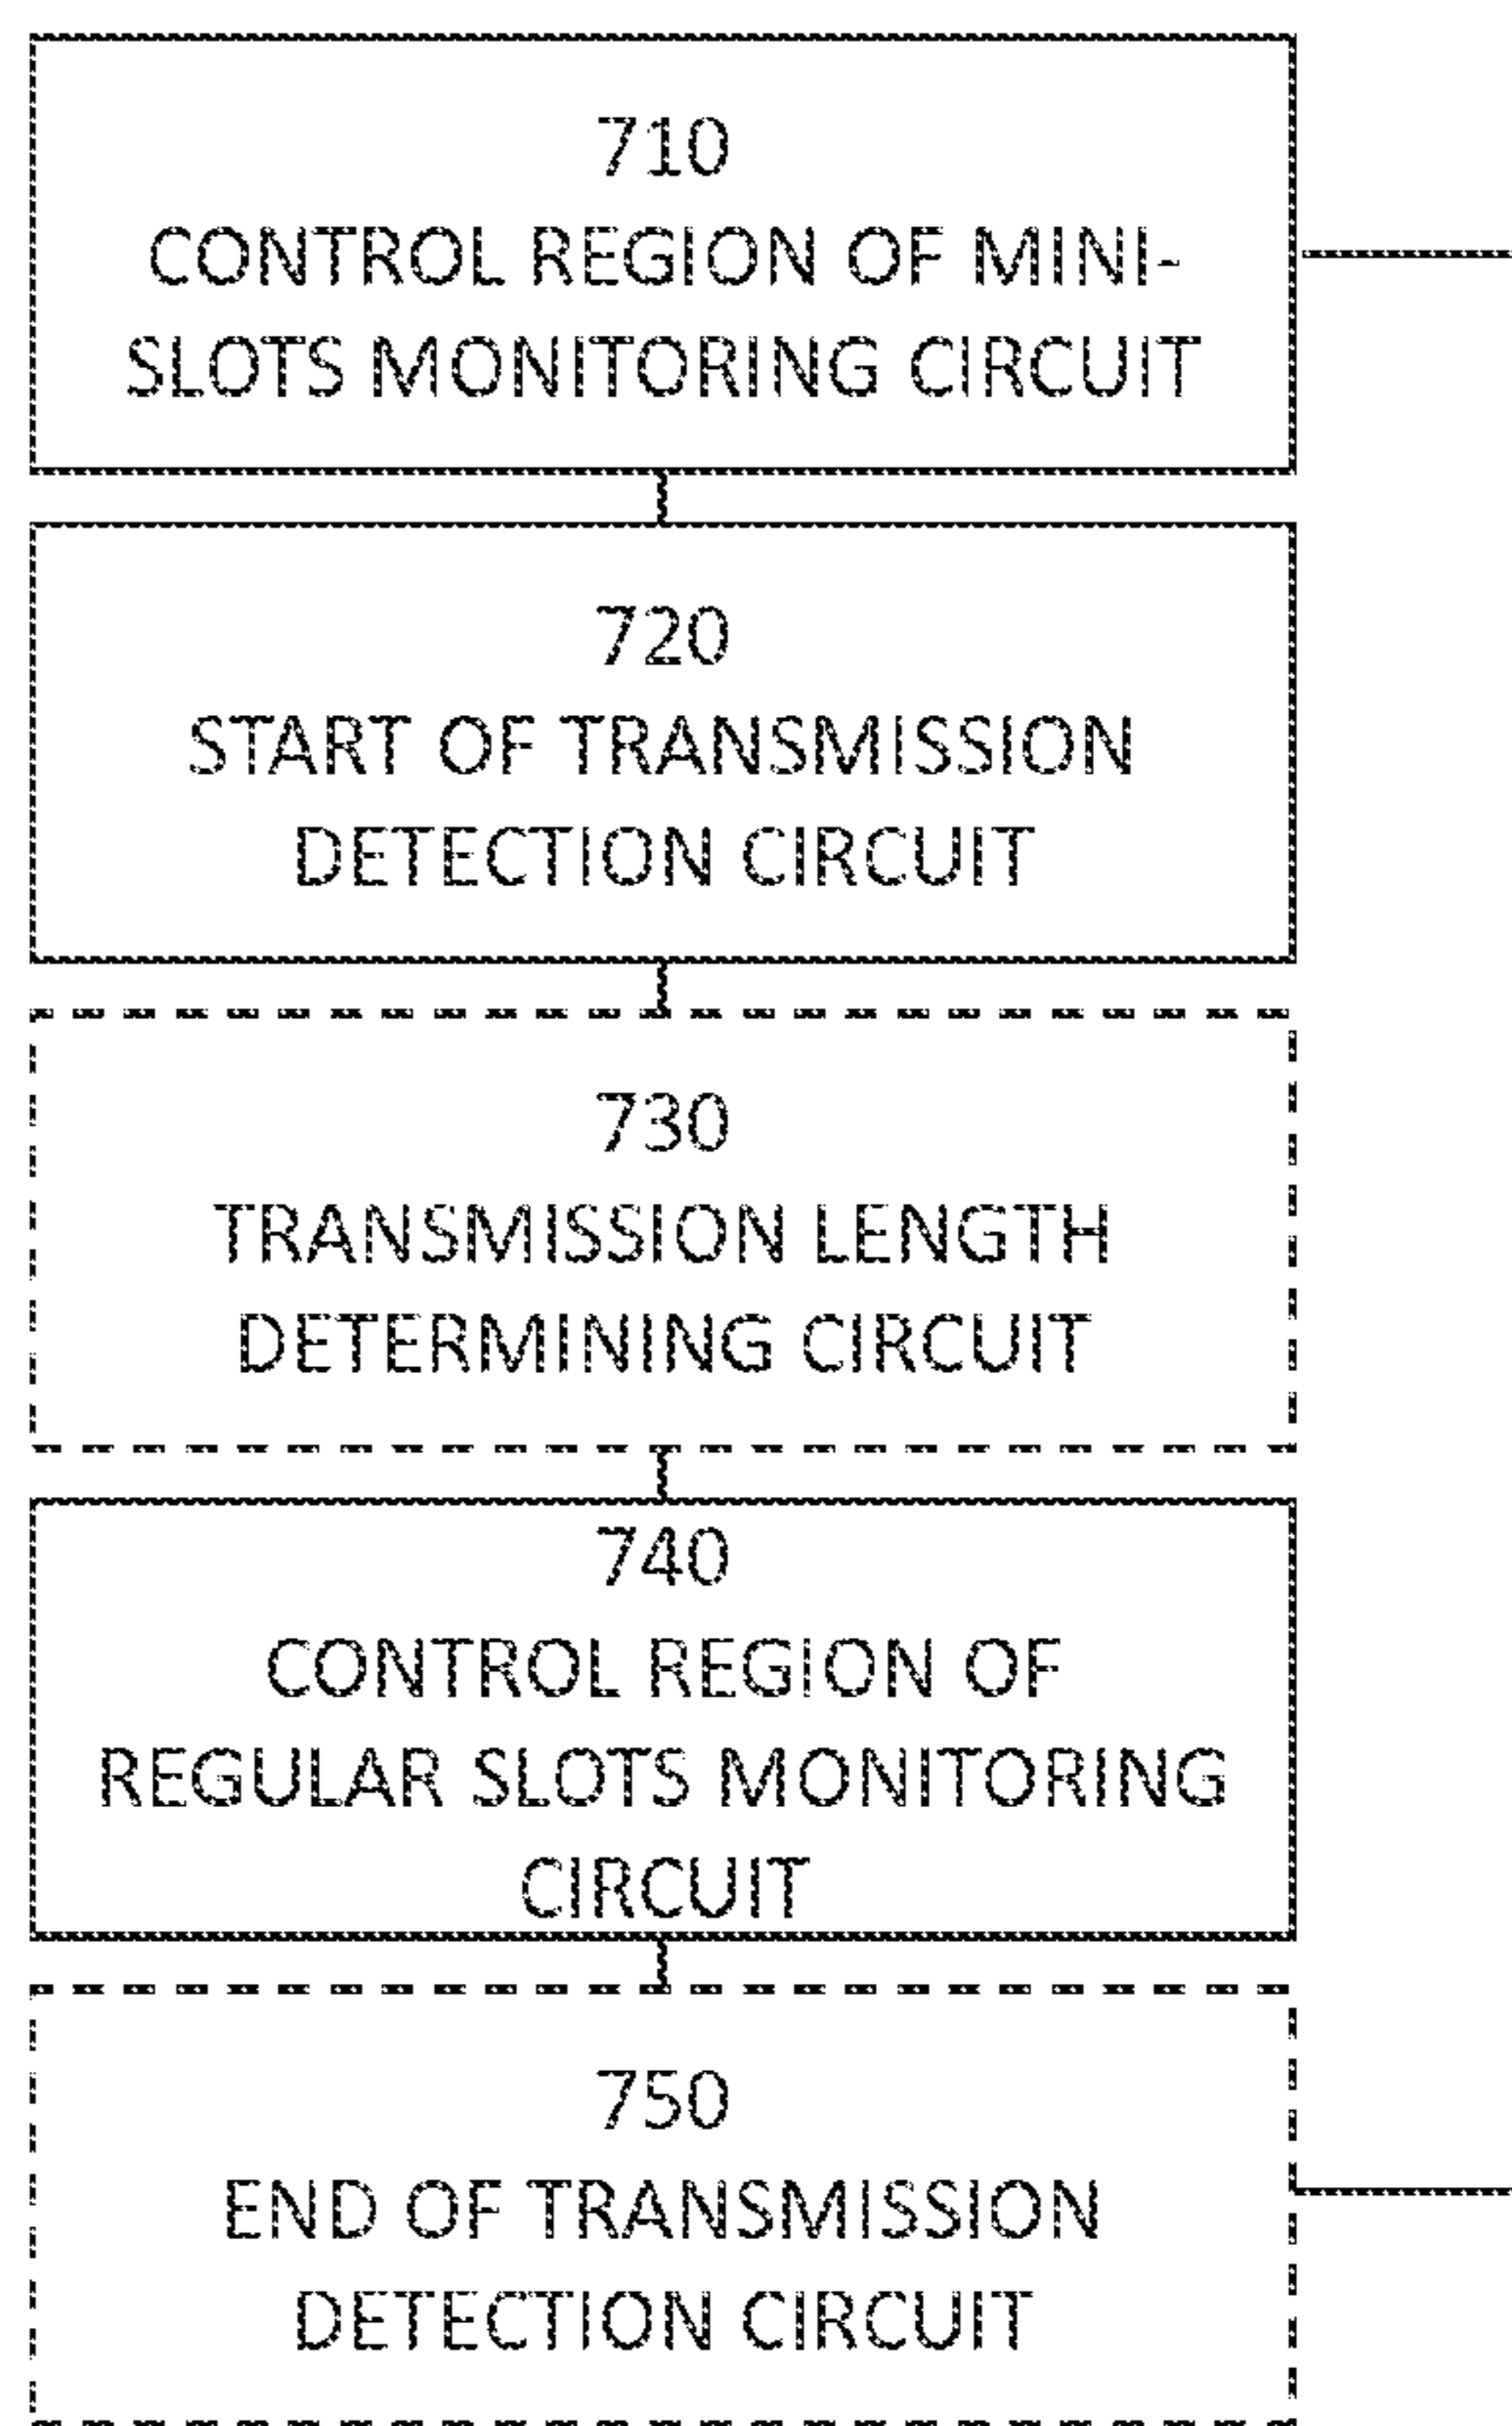 710
CONTROL REGION OF MINI-
SLOTS MONITORING CIRCUIT
720
START OF TRANSMISSION
DETECTION CIRCUIT
730
TRANSMISSION LENGTH
DETERMINING CIRCUIT
740
CONTROL REGION OF
REGULAR SLOTS MONITORING
CIRCUIT
750
END OF TRANSMISSION
DETECTION CIRCUIT